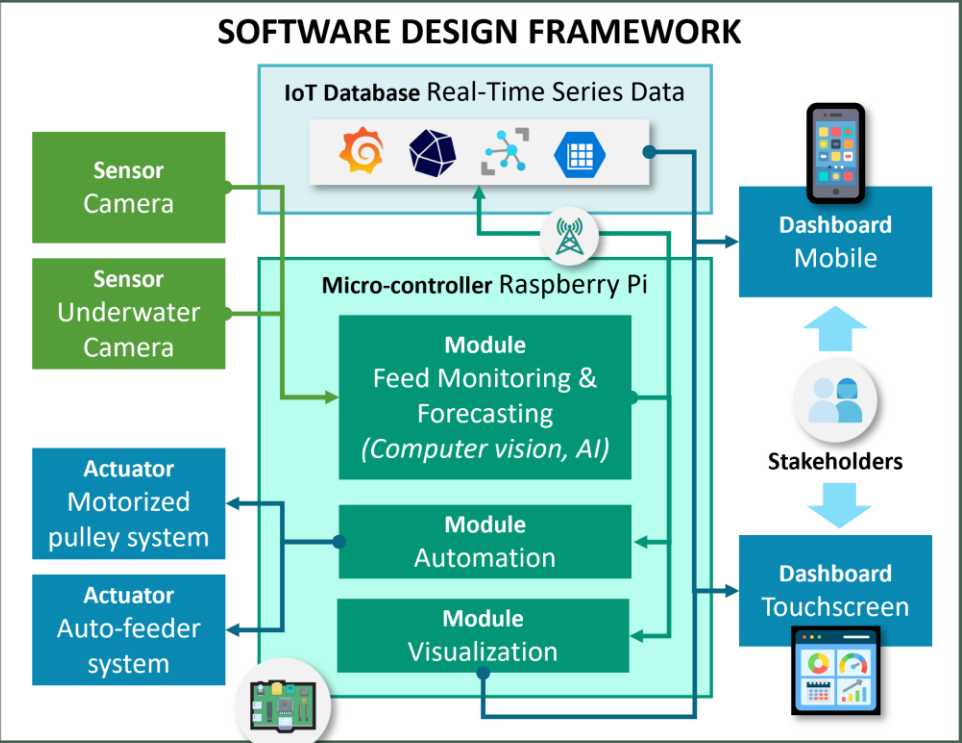 SOFTWARE DESIGN FRAMEWORK
IoT Database Real-Time Series Data
Sensor
Camera
Sensor
Underwater
Camera
Dashboard
Mobile
Micro-controller Raspberry Pi
Module
Feed Monitoring &
Forecasting
(Computer vision, AI)
Stakeholders
Actuator
Motorized
pulley system
Module
Automation
Actuator
Auto-feeder
system
Module
Visualization
Dashboard
Touchscreen